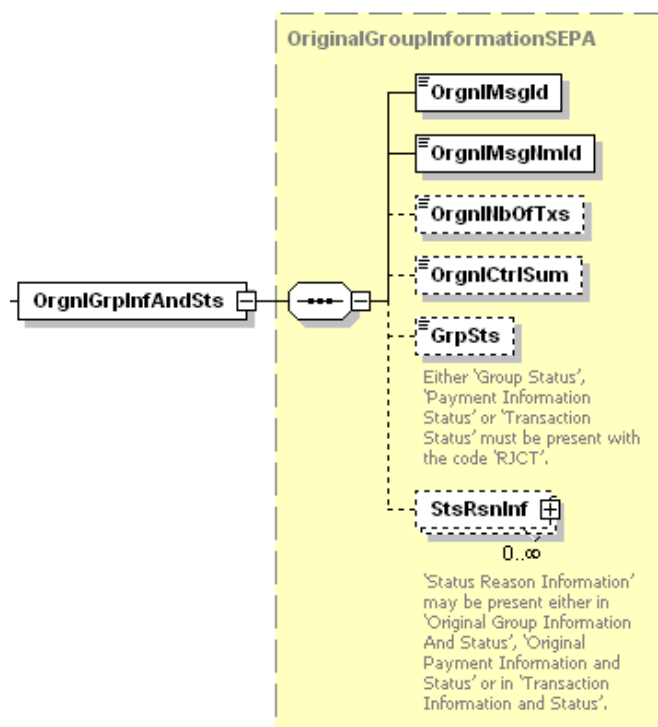 OriginalGroupInformationSEPA
OrgnlMsgId
OrgnlMsgNmId
OrgnlNbOfTxs
OrgnlCtrlSum
OrgnlGrpInfAndSts
GrpSts
Either 'Group Status',
'Payment Information
Status' or 'Transaction
Status' must be present with
the code 'RJCT'.
StsRsnInf
0..∞
'Status Reason Information'
may be present either in
'Original Group Information
And Status', 'Original
Payment Information and
Status' or in 'Transaction
Information and Status'.